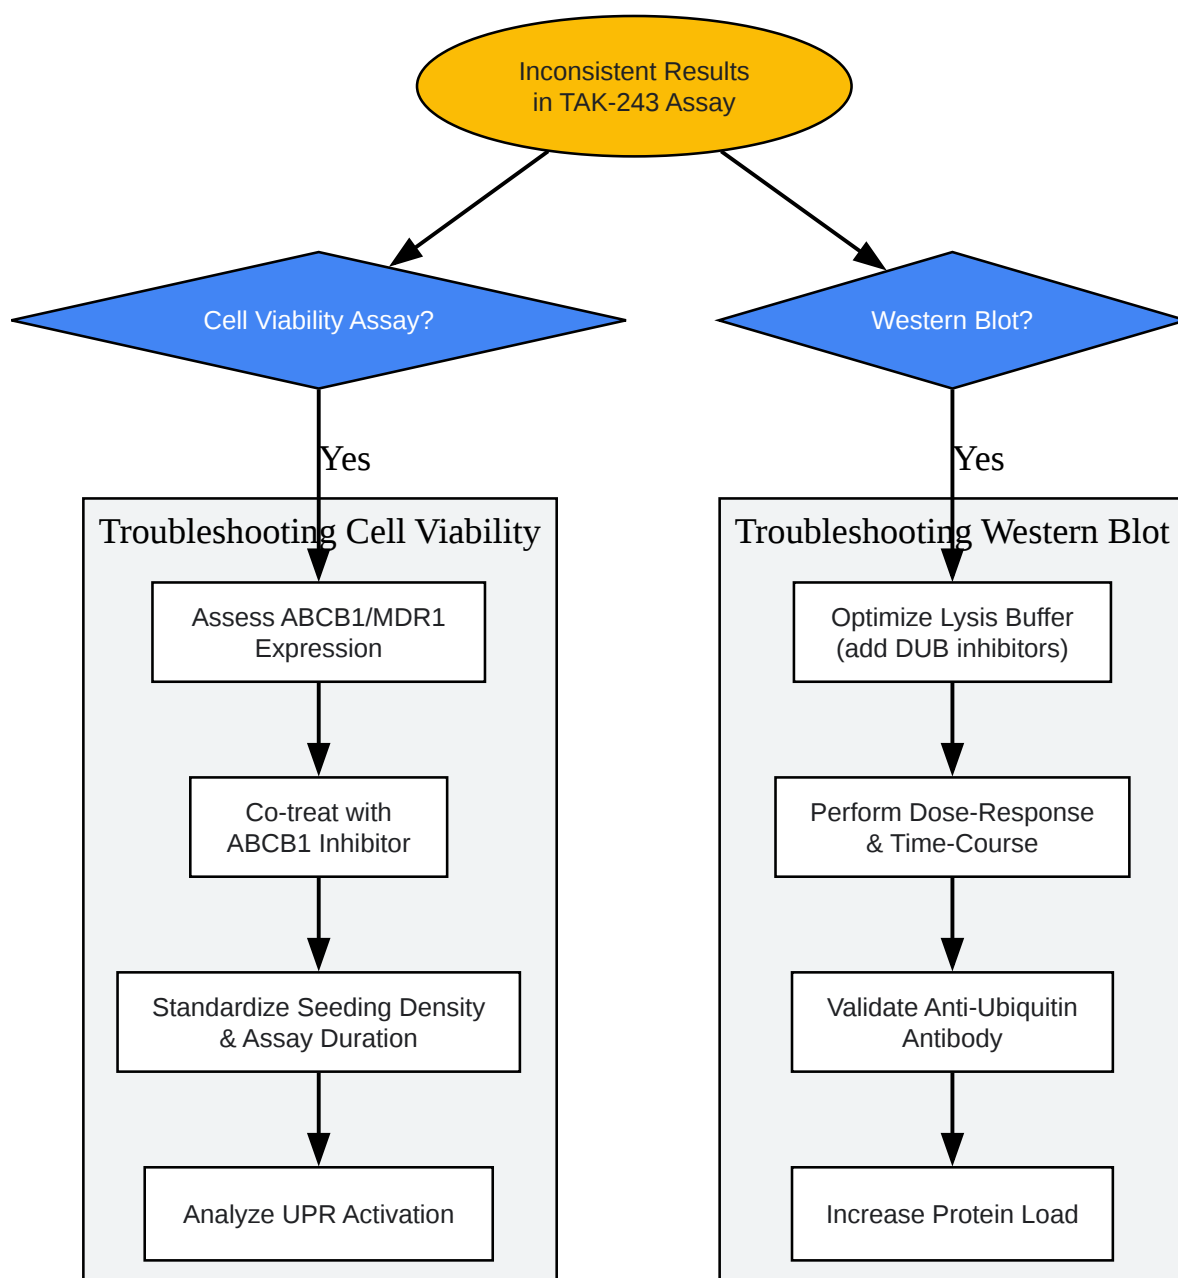 Inconsistent Results
in TAK-243 Assay
Cell Viability Assay?
Western Blot?
Yes
Yes
Troubleshooting Cell Viability
Assess ABCB1/MDR1
Expression
Co-treat with
ABCB1 Inhibitor
Standardize Seeding Density
& Assay Duration
Analyze UPR Activation
Troubleshooting Western Blot
Optimize Lysis Buffer
(add DUB inhibitors)
Perform Dose-Response
& Time-Course
Validate Anti-Ubiquitin
Antibody
Increase Protein Load